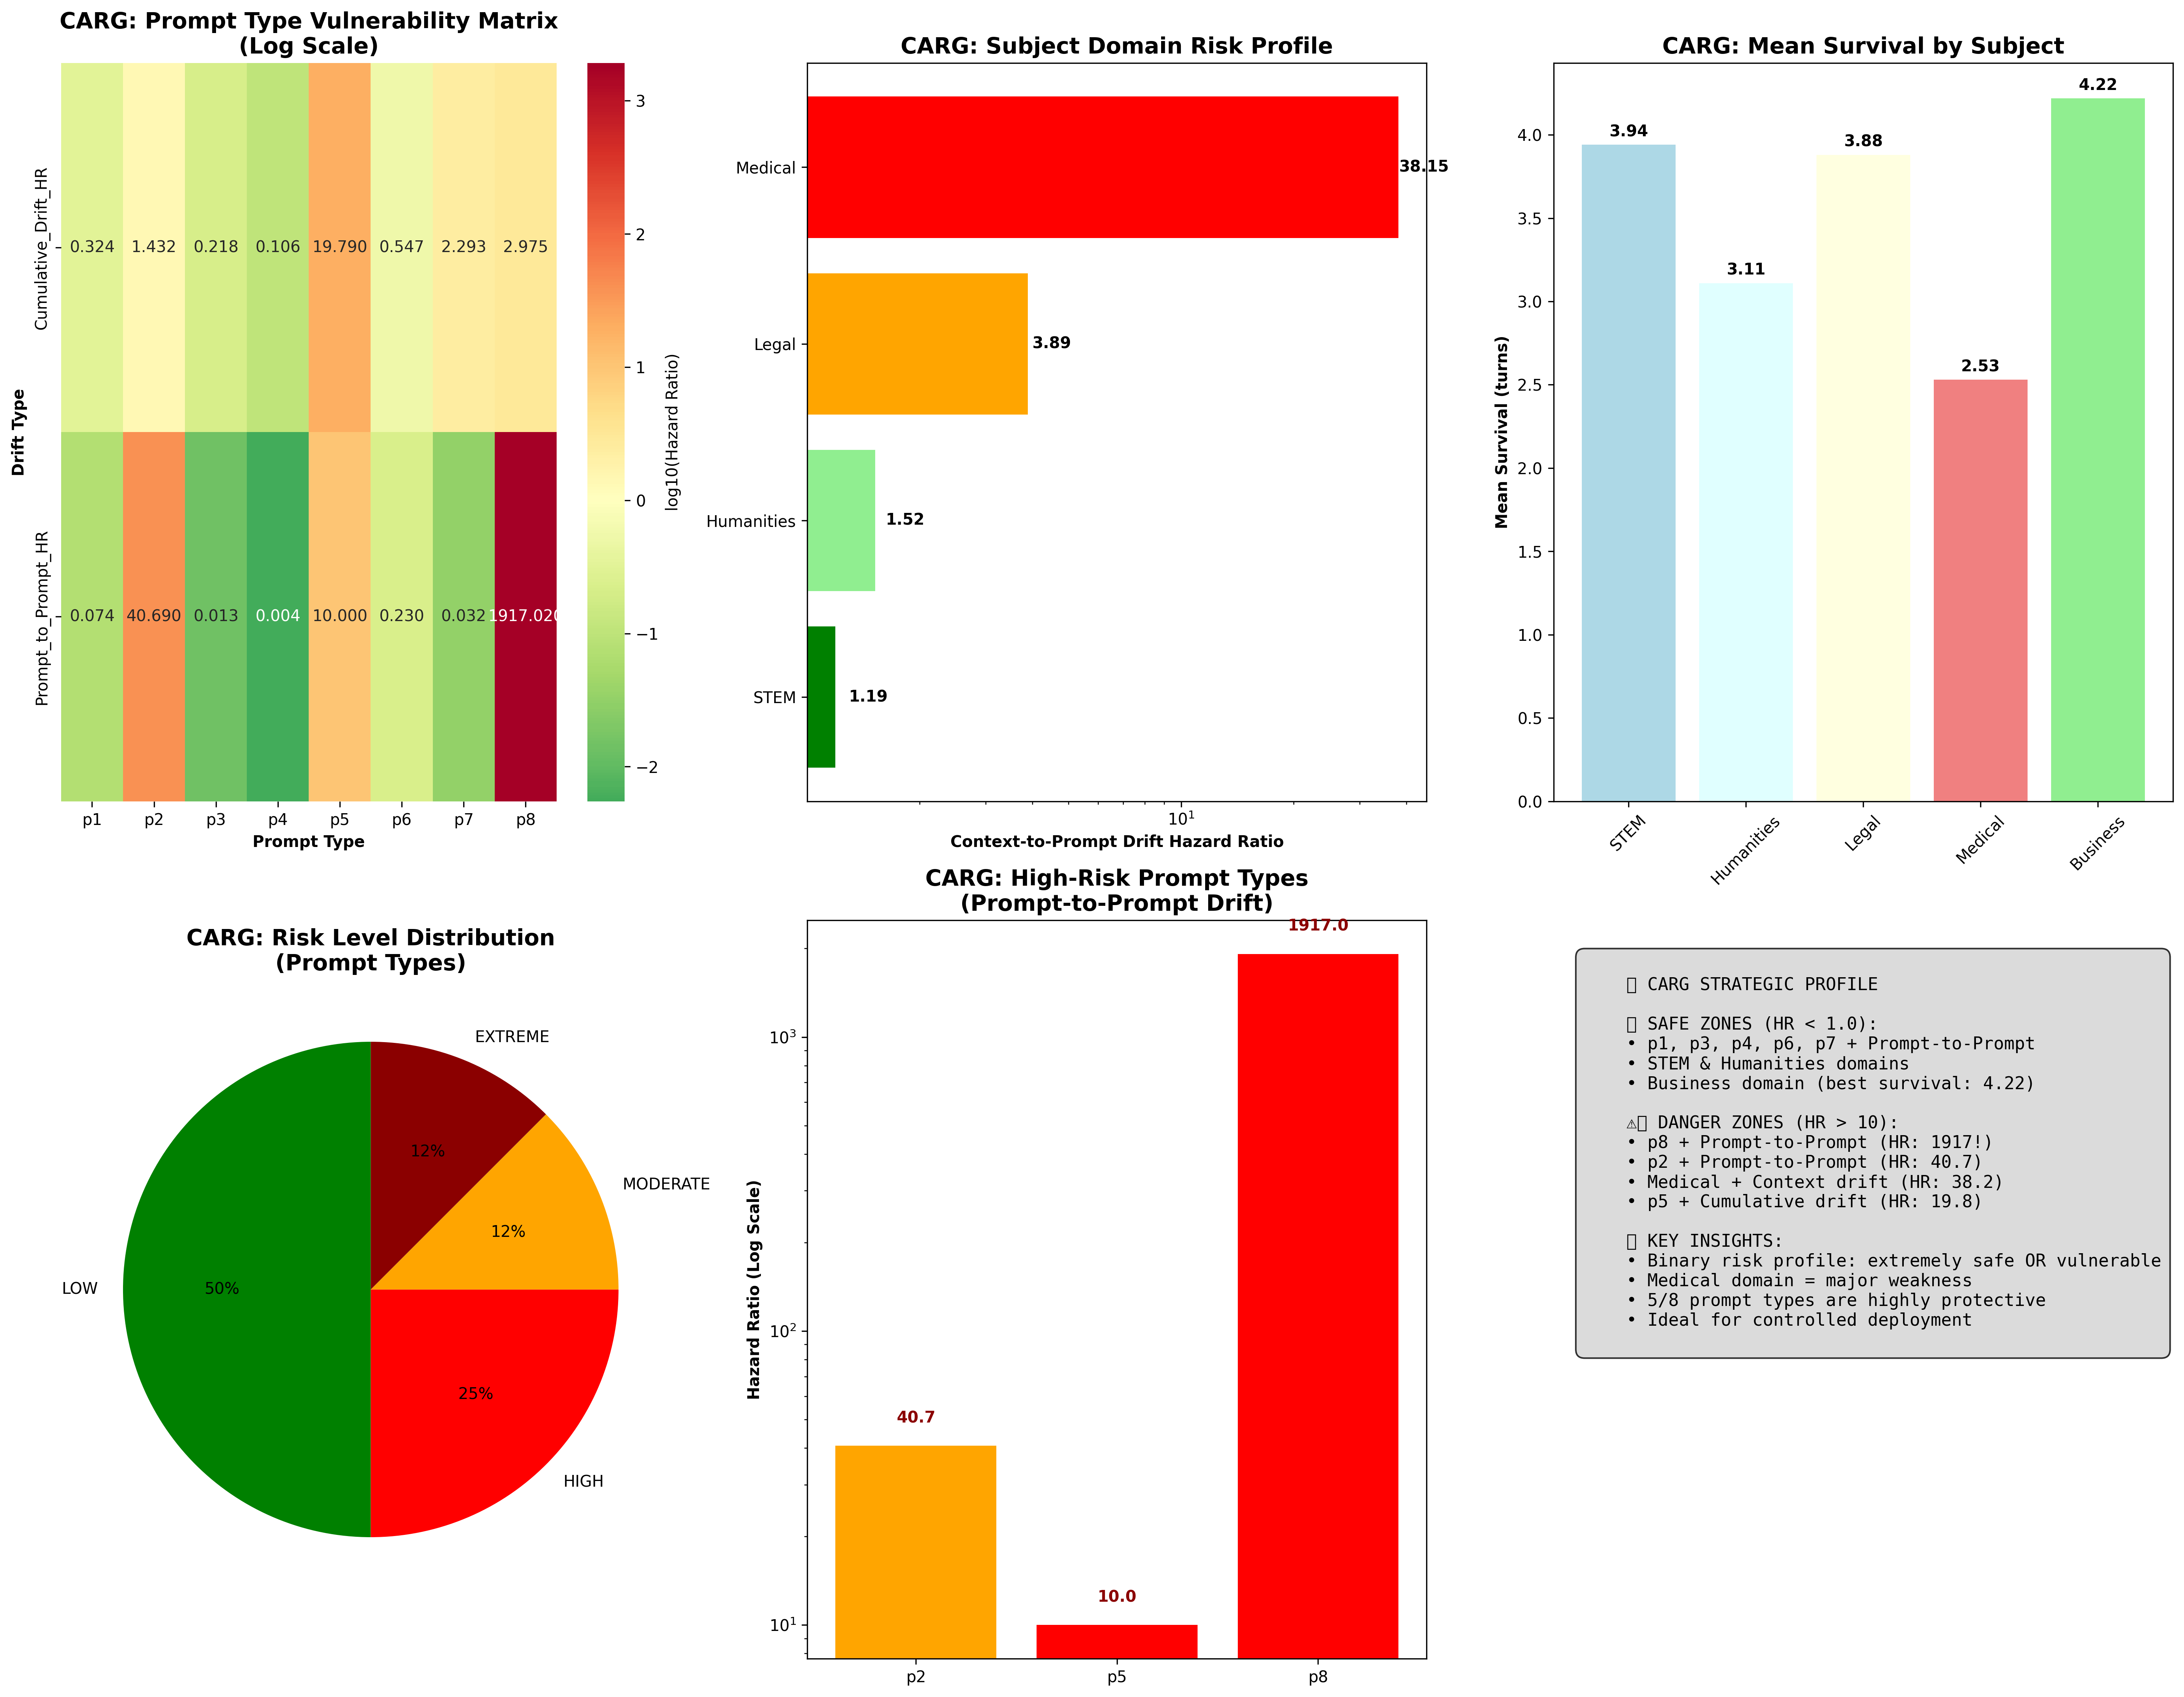 CARG: Prompt Type Vulnerability Matrix
(Log Scale)
Drift Type
Cumulative_Drift_HR
Prompt_to_Prompt_HR
0.324 1.432 0.218 0.106 19.790 0.547 2.293 2.975
0.074 40.690 0.013 0.004 10.000 0.230 0.032 1917.020
p1 p2 p3 p4 p5 p6 p7 p8
Prompt Type
3
2
1
0
−1
−2
log10(Hazard Ratio)
CARG: Subject Domain Risk Profile
Medical
38.15
Legal
3.89
Humanities
1.52
STEM
1.19
10¹
Context-to-Prompt Drift Hazard Ratio
CARG: Mean Survival by Subject
Mean Survival (turns)
4.0
3.5
3.0
2.5
2.0
1.5
1.0
0.5
0.0
3.94
3.11
3.88
2.53
4.22
STEM
Humanities
Legal
Medical
Business
CARG: Risk Level Distribution
(Prompt Types)
EXTREME
12%
MODERATE
12%
LOW
50%
HIGH
25%
CARG: High-Risk Prompt Types
(Prompt-to-Prompt Drift)
Hazard Ratio (Log Scale)
10³
10²
10¹
40.7
10.0
1917.0
p2 p5 p8
CARG STRATEGIC PROFILE
SAFE ZONES (HR < 1.0):
• p1, p3, p4, p6, p7 + Prompt-to-Prompt
• STEM & Humanities domains
• Business domain (best survival: 4.22)
⚠ DANGER ZONES (HR > 10):
• p8 + Prompt-to-Prompt (HR: 1917!)
• p2 + Prompt-to-Prompt (HR: 40.7)
• Medical + Context drift (HR: 38.2)
• p5 + Cumulative drift (HR: 19.8)
KEY INSIGHTS:
• Binary risk profile: extremely safe OR vulnerable
• Medical domain = major weakness
• 5/8 prompt types are highly protective
• Ideal for controlled deployment